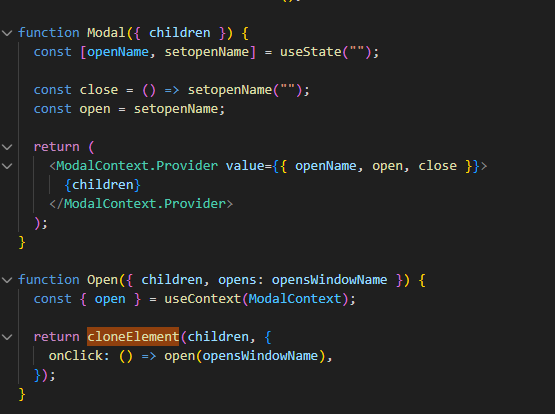 function Modal({ children }) {
  const [openName, setopenName] = useState("");

  const close = () => setopenName("");
  const open = setopenName;

  return (
    <ModalContext.Provider value={{ openName, open, close }}>
      {children}
    </ModalContext.Provider>
  );
}

function Open({ children, opens: opensWindowName }) {
  const { open } = useContext(ModalContext);

  return cloneElement(children, {
    onClick: () => open(opensWindowName),
  });
}